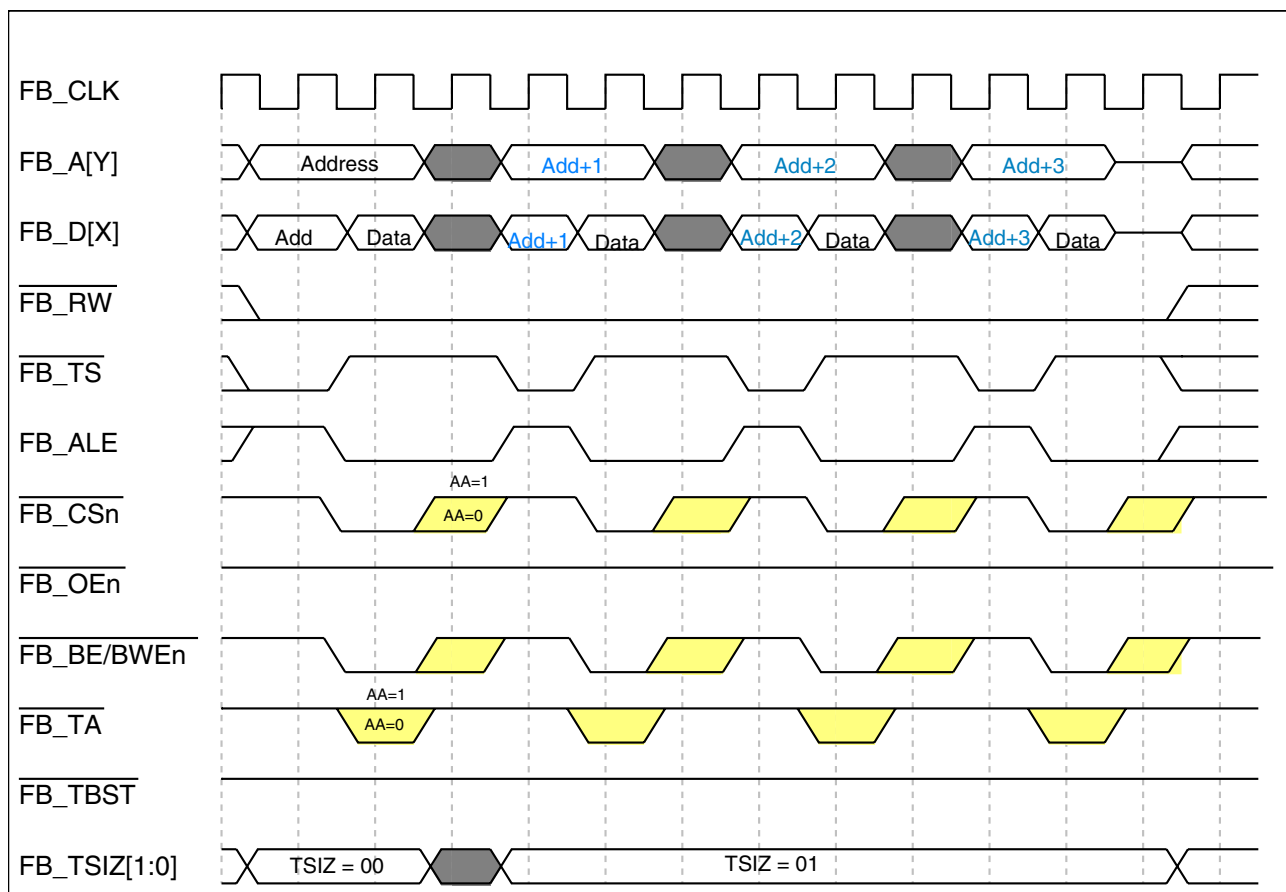 FB_CLK
FB_A[Y] Address Add+1 Add+2 Add+3
FB_D[X] Add Data Add+1 Data Add+2 Data Add+3 Data
FB_RW
FB_TS
FB_ALE
AA=1
FB_CSn AA=0
FB_OEn
FB_BE/BWEn
AA=1
FB_TA AA=0
FB_TBST
FB_TSIZ[1:0] TSIZ = 00 TSIZ = 01